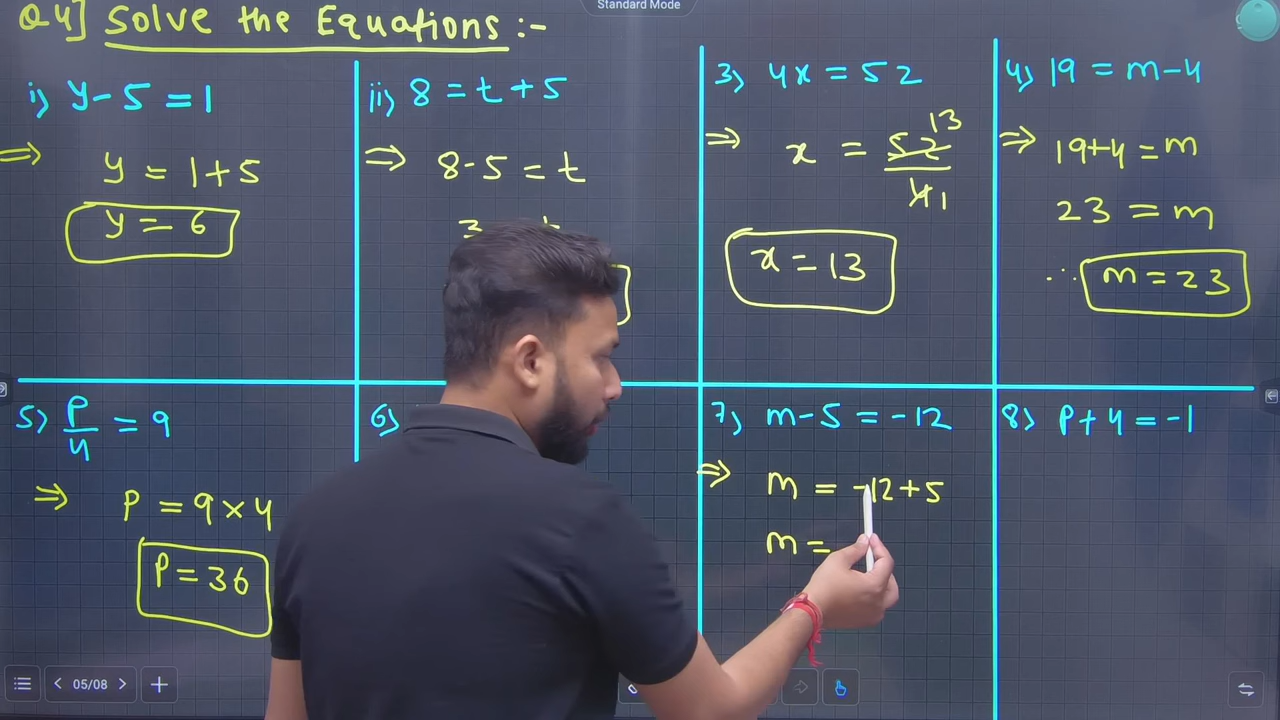 Standard Mode
Q4] Solve the Equations :-
i) y - 5 = 1
⇒ y = 1 + 5
y = 6
ii) 8 = t + 5
⇒ 8 - 5 = t
3
3) 4x = 52
⇒ x = 52/4 13 1
x = 13
4) 19 = m - 4
⇒ 19 + 4 = m
23 = m
∴ m = 23
5) P/4 = 9
⇒ P = 9 × 4
P = 36
6)
7) m - 5 = -12
⇒ m = -12 + 5
m =
8) P + 4 = -1
05/08